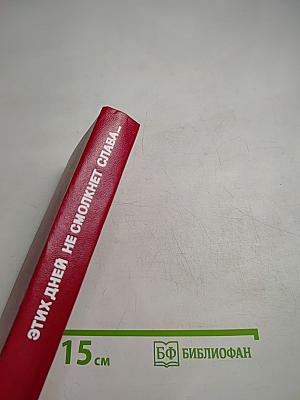 ЭТИХ ДНЕЙ НЕ СМОЛКНЕТ СЛАВА...
15 см
БФ БИБЛИОФАН